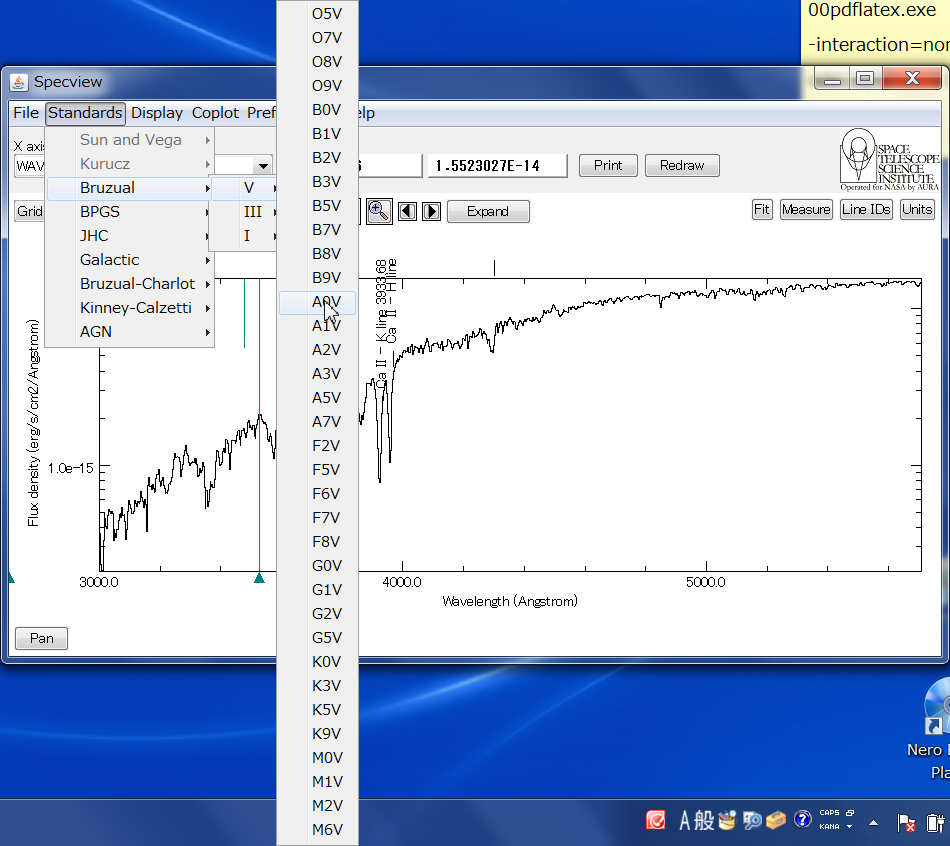 00pdflatex.exe
-interaction=non
Specview
File Standards Display Coplot Pref elp
X axis
WAV
1.5523027E-14
Print
Redraw
SPACE
TELESCOPE
SCIENCE
INSTITUTE
Operated for NASA by AURA
Grid
Expand
Fit
Measure
Line IDs
Units
Sun and Vega
Kurucz
Bruzual
BPGS
JHC
Galactic
Bruzual-Charlot
Kinney-Calzetti
AGN
V
III
I
O5V
O7V
O8V
O9V
B0V
B1V
B2V
B3V
B5V
B7V
B8V
B9V
A0V
A1V
A2V
A3V
A5V
A7V
F2V
F5V
F6V
F7V
F8V
G0V
G1V
G2V
G5V
K0V
K3V
K5V
K9V
M0V
M1V
M2V
M6V
Ca II - K line 3933.68
Ca II - H line
Flux density (erg/s/cm2/Angstrom)
1.0e-15
3000.0
4000.0
5000.0
Wavelength (Angstrom)
Pan
Nero
Pla
A 般
CAPS
KANA